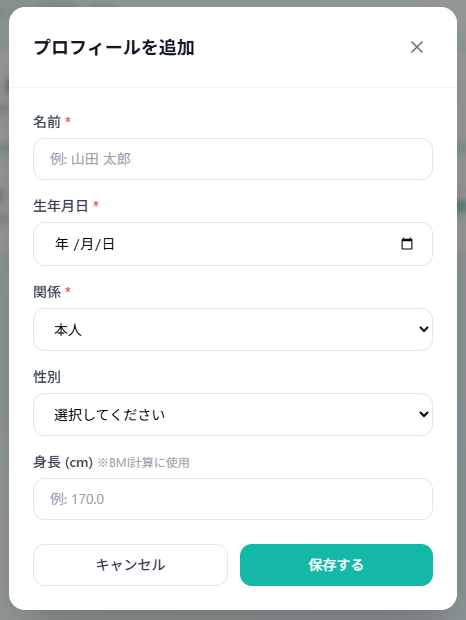 プロフィールを追加
名前 *
例: 山田 太郎
生年月日 *
年 /月/日
関係 *
本人
性別
選択してください
身長 (cm) ※BMI計算に使用
例: 170.0
キャンセル
保存する